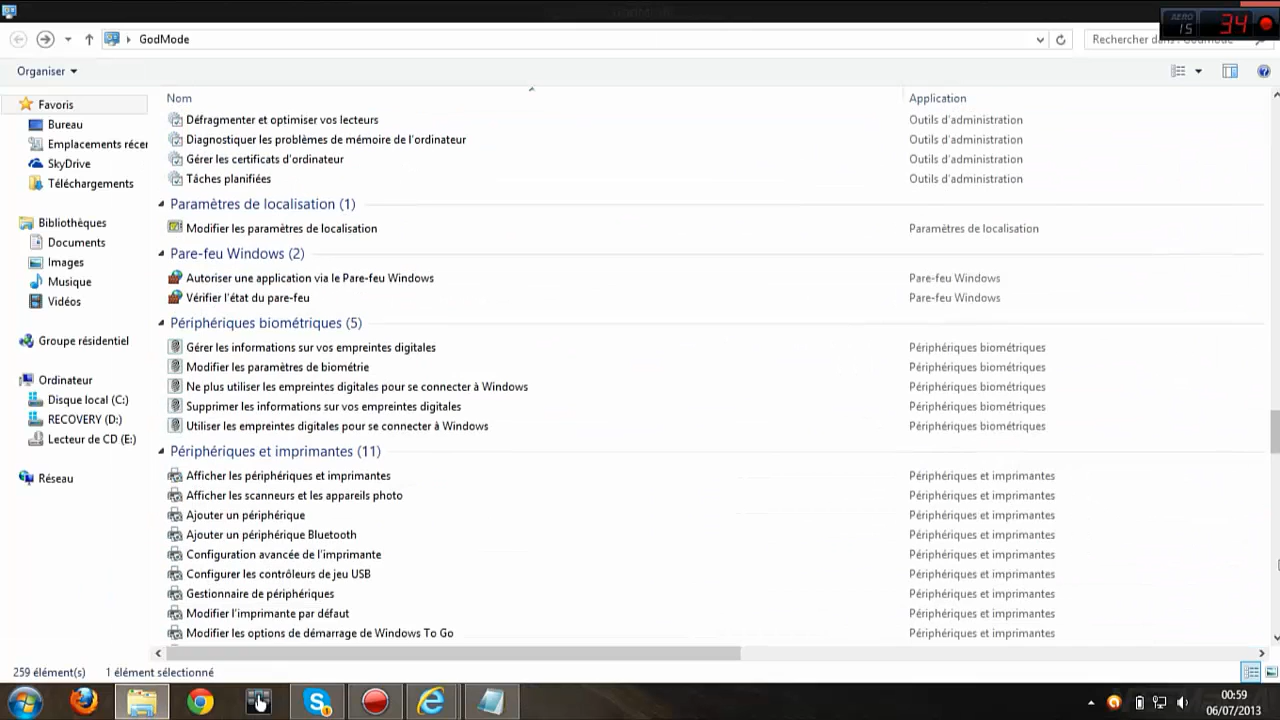 AERO
15
34
GodMode
Rechercher dans : GodMode
Organiser
Favoris
Bureau
Emplacements récer
SkyDrive
Téléchargements
Bibliothèques
Documents
Images
Musique
Vidéos
Groupe résidentiel
Ordinateur
Disque local (C:)
RECOVERY (D:)
Lecteur de CD (E:)
Réseau
Nom Application
Défragmenter et optimiser vos lecteurs Outils d'administration
Diagnostiquer les problèmes de mémoire de l'ordinateur Outils d'administration
Gérer les certificats d'ordinateur Outils d'administration
Tâches planifiées Outils d'administration
Paramètres de localisation (1)
Modifier les paramètres de localisation Paramètres de localisation
Pare-feu Windows (2)
Autoriser une application via le Pare-feu Windows Pare-feu Windows
Vérifier l'état du pare-feu Pare-feu Windows
Périphériques biométriques (5)
Gérer les informations sur vos empreintes digitales Périphériques biométriques
Modifier les paramètres de biométrie Périphériques biométriques
Ne plus utiliser les empreintes digitales pour se connecter à Windows Périphériques biométriques
Supprimer les informations sur vos empreintes digitales Périphériques biométriques
Utiliser les empreintes digitales pour se connecter à Windows Périphériques biométriques
Périphériques et imprimantes (11)
Afficher les périphériques et imprimantes Périphériques et imprimantes
Afficher les scanneurs et les appareils photo Périphériques et imprimantes
Ajouter un périphérique Périphériques et imprimantes
Ajouter un périphérique Bluetooth Périphériques et imprimantes
Configuration avancée de l'imprimante Périphériques et imprimantes
Configurer les contrôleurs de jeu USB Périphériques et imprimantes
Gestionnaire de périphériques Périphériques et imprimantes
Modifier l'imprimante par défaut Périphériques et imprimantes
Modifier les options de démarrage de Windows To Go Périphériques et imprimantes
259 élément(s) 1 élément sélectionné
00:59
06/07/2013